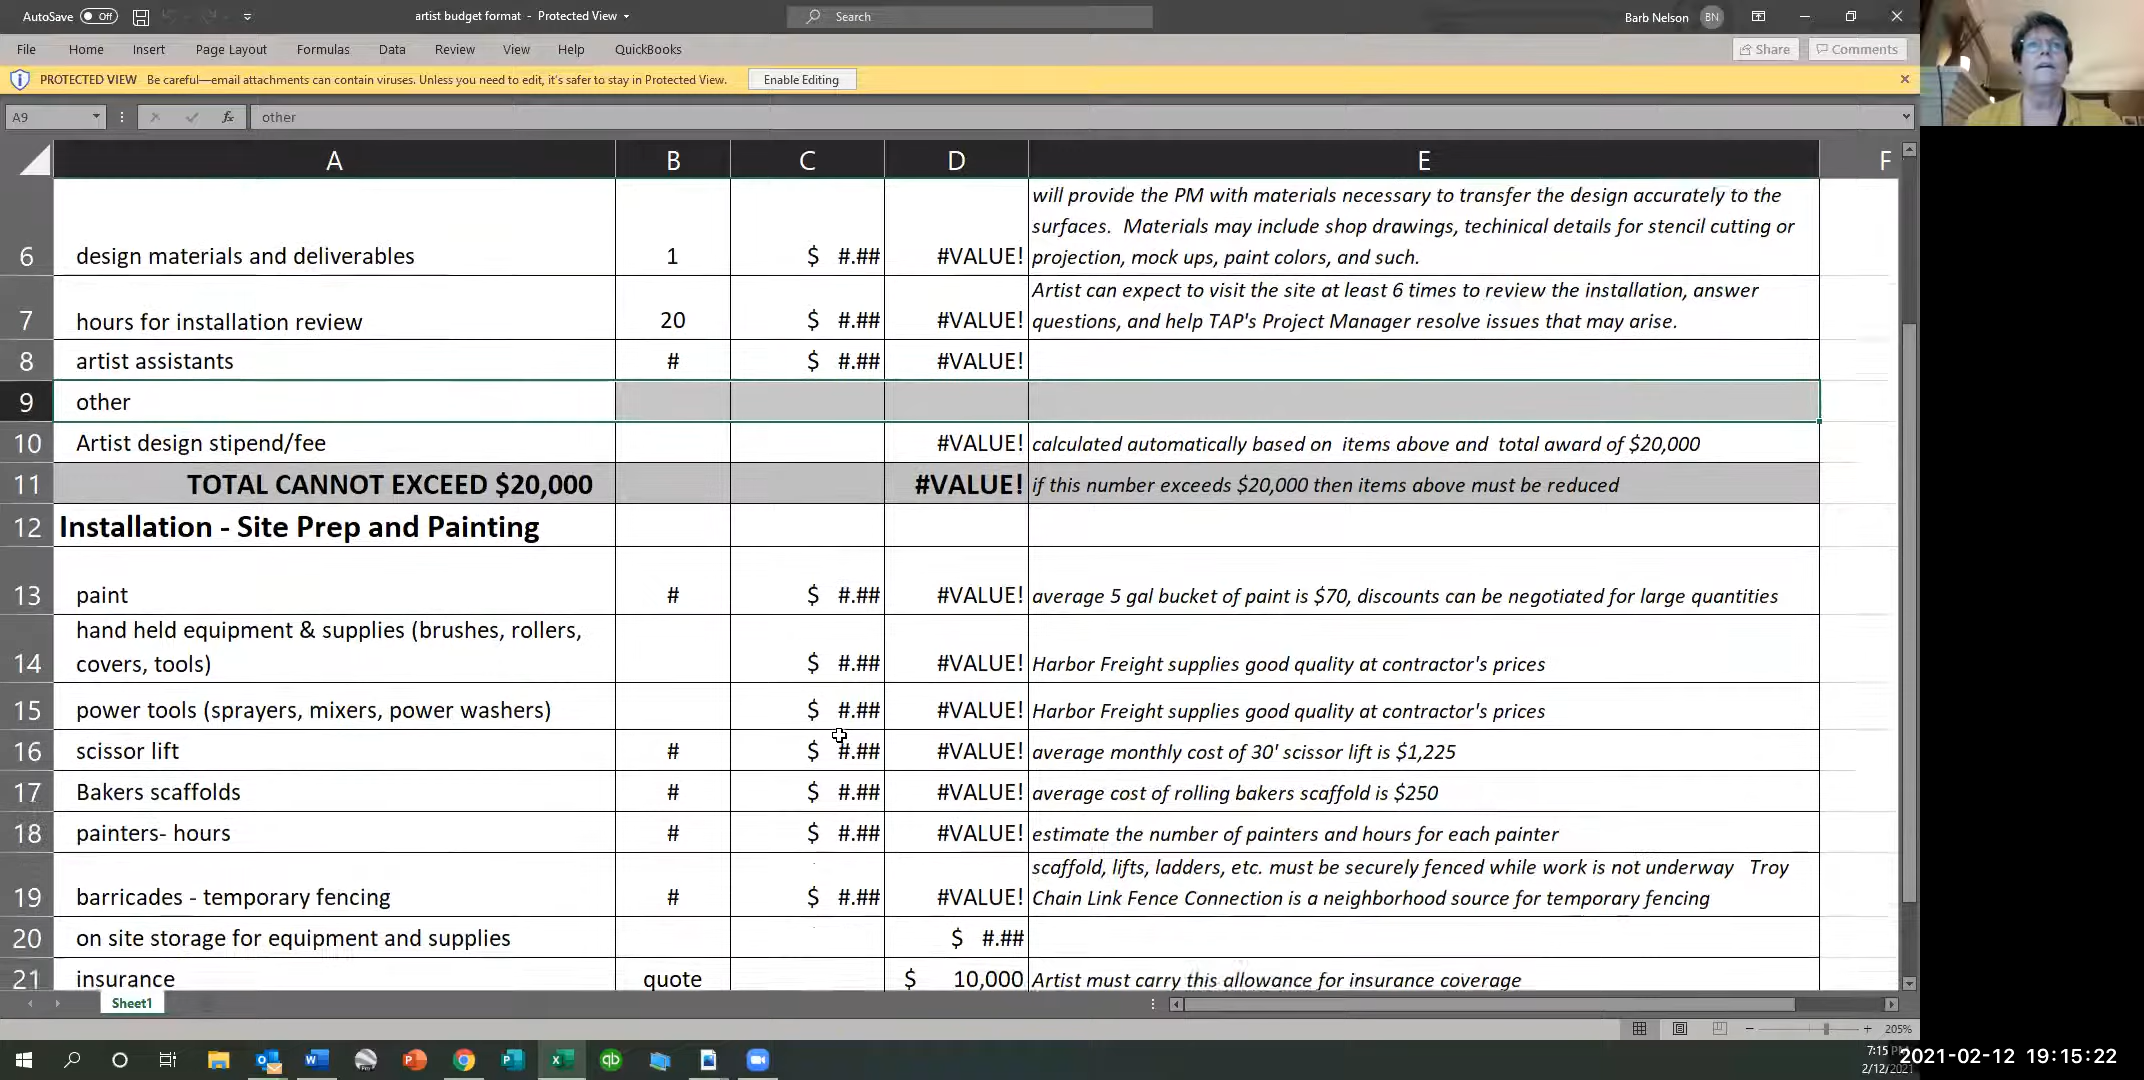 AutoSave Off artist budget format - Protected View Search Barb Nelson BN
File Home Insert Page Layout Formulas Data Review View Help QuickBooks Share Comments
PROTECTED VIEW Be careful—email attachments can contain viruses. Unless you need to edit, it's safer to stay in Protected View. Enable Editing
A9 fx other
A B C D E F
will provide the PM with materials necessary to transfer the design accurately to the
surfaces. Materials may include shop drawings, techinical details for stencil cutting or
6 design materials and deliverables 1 $ #.## #VALUE! projection, mock ups, paint colors, and such.
Artist can expect to visit the site at least 6 times to review the installation, answer
7 hours for installation review 20 $ #.## #VALUE! questions, and help TAP's Project Manager resolve issues that may arise.
8 artist assistants # $ #.## #VALUE!
9 other
10 Artist design stipend/fee #VALUE! calculated automatically based on items above and total award of $20,000
11 TOTAL CANNOT EXCEED $20,000 #VALUE! if this number exceeds $20,000 then items above must be reduced
12 Installation - Site Prep and Painting
13 paint # $ #.## #VALUE! average 5 gal bucket of paint is $70, discounts can be negotiated for large quantities
hand held equipment & supplies (brushes, rollers,
14 covers, tools) $ #.## #VALUE! Harbor Freight supplies good quality at contractor's prices
15 power tools (sprayers, mixers, power washers) $ #.## #VALUE! Harbor Freight supplies good quality at contractor's prices
16 scissor lift # $ #.## #VALUE! average monthly cost of 30' scissor lift is $1,225
17 Bakers scaffolds # $ #.## #VALUE! average cost of rolling bakers scaffold is $250
18 painters- hours # $ #.## #VALUE! estimate the number of painters and hours for each painter
scaffold, lifts, ladders, etc. must be securely fenced while work is not underway Troy
19 barricades - temporary fencing # $ #.## #VALUE! Chain Link Fence Connection is a neighborhood source for temporary fencing
20 on site storage for equipment and supplies $ #.##
21 insurance quote $ 10,000 Artist must carry this allowance for insurance coverage
Sheet1
205%
7:15 PM
2021-02-12 19:15:22
2/12/2021